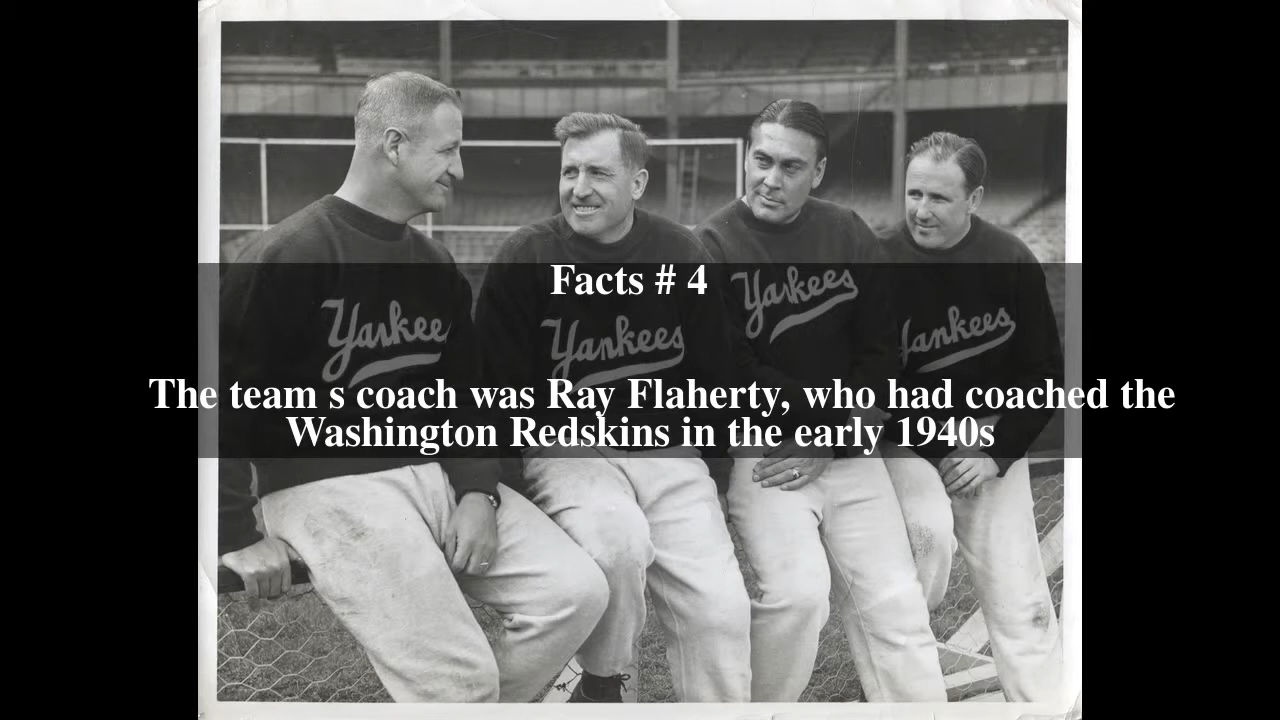 Facts # 4
The team s coach was Ray Flaherty, who had coached the
Washington Redskins in the early 1940s
Yankee
Yankees
Yankees
Yankees